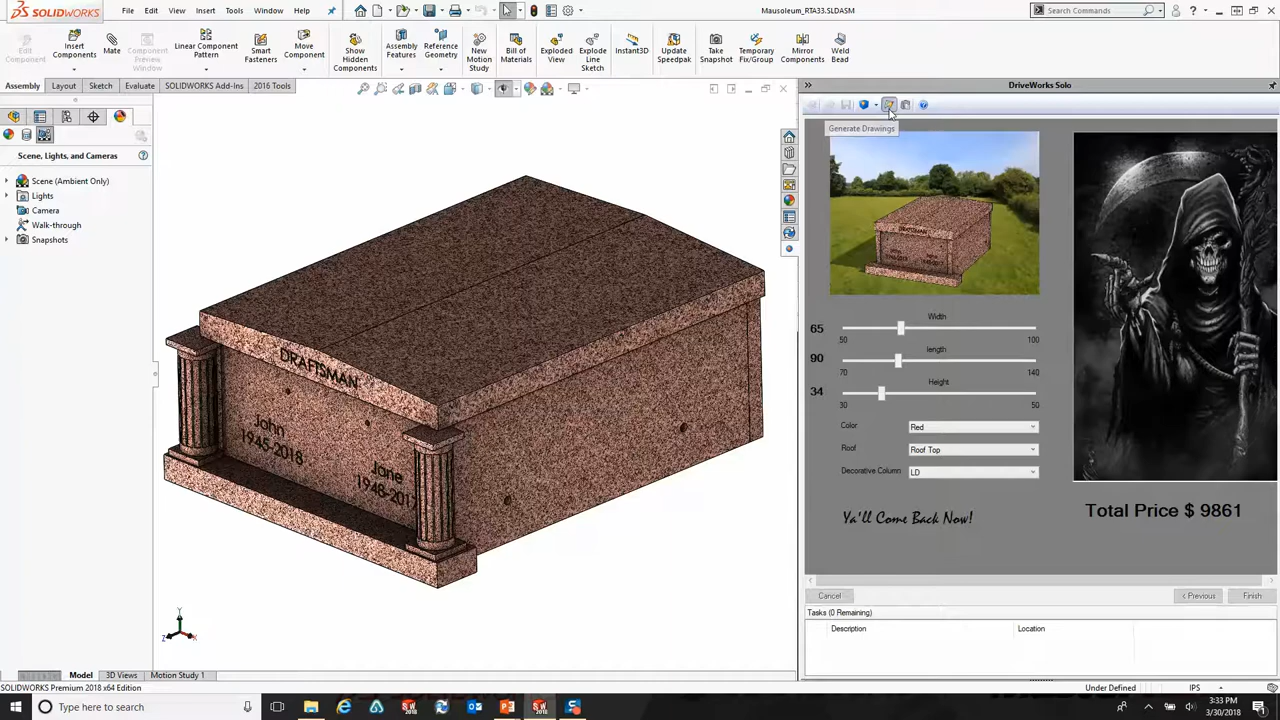 SOLIDWORKS File Edit View Insert Tools Window Help Mausoleum_RTA33.SLDASM Search Commands
Edit Component
Insert Components
Mate
Component Preview Window
Linear Component Pattern
Smart Fasteners
Move Component
Show Hidden Components
Assembly Features
Reference Geometry
New Motion Study
Bill of Materials
Exploded View
Explode Line Sketch
Instant3D
Update Speedpak
Take Snapshot
Temporary Fix/Group
Mirror Components
Weld Bead
Assembly Layout Sketch Evaluate SOLIDWORKS Add-Ins 2016 Tools
DriveWorks Solo
Generate Drawings
Scene, Lights, and Cameras
Scene (Ambient Only)
Lights
Camera
Walk-through
Snapshots
DRAFTSMAN
John
1945-2018
Jane
1948-2017
DRAFTSMAN
Width
65
50 100
length
90
70 140
Height
34
30 50
Color Red
Roof Roof Top
Decorative Column LD
Ya'll Come Back Now!
Total Price $ 9861
Cancel < Previous Finish
Tasks (0 Remaining)
Description Location
Model 3D Views Motion Study 1
SOLIDWORKS Premium 2018 x64 Edition Under Defined IPS
Type here to search
3:33 PM
3/30/2018